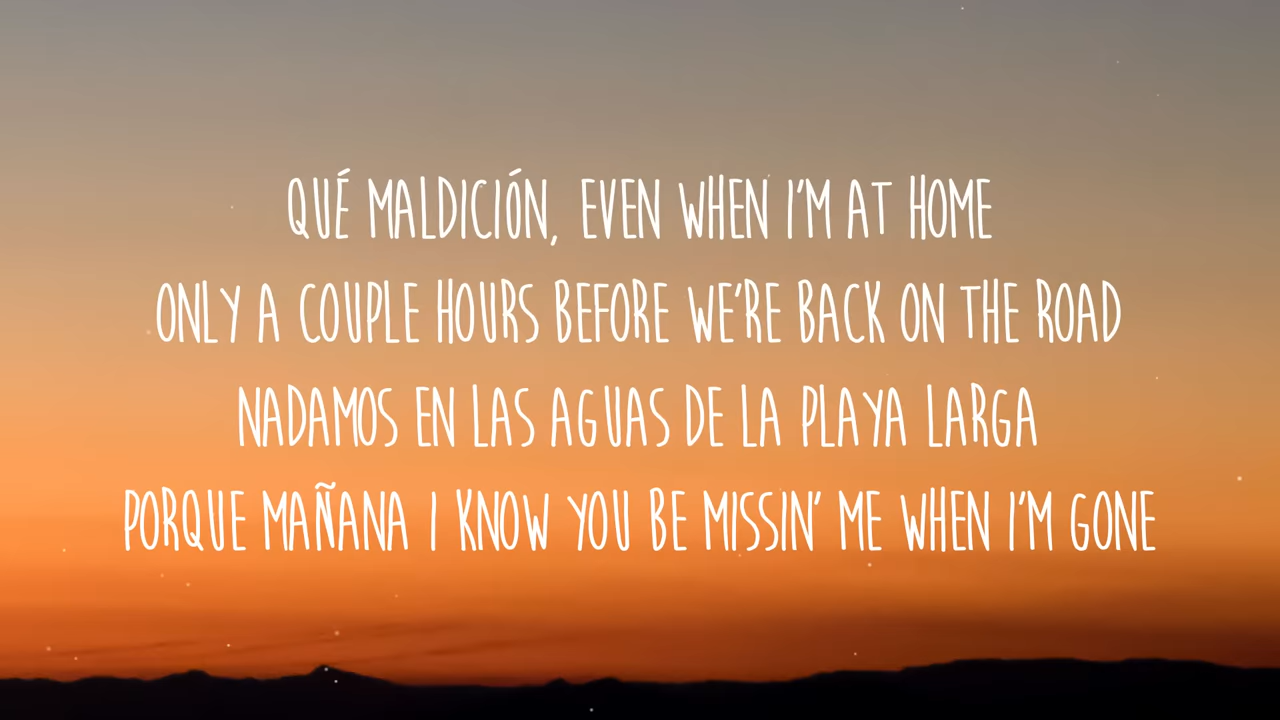 QUÉ MALDICIÓN, EVEN WHEN I'M AT HOME
ONLY A COUPLE HOURS BEFORE WE'RE BACK ON THE ROAD
NADAMOS EN LAS AGUAS DE LA PLAYA LARGA
PORQUE MAÑANA I KNOW YOU BE MISSIN' ME WHEN I'M GONE